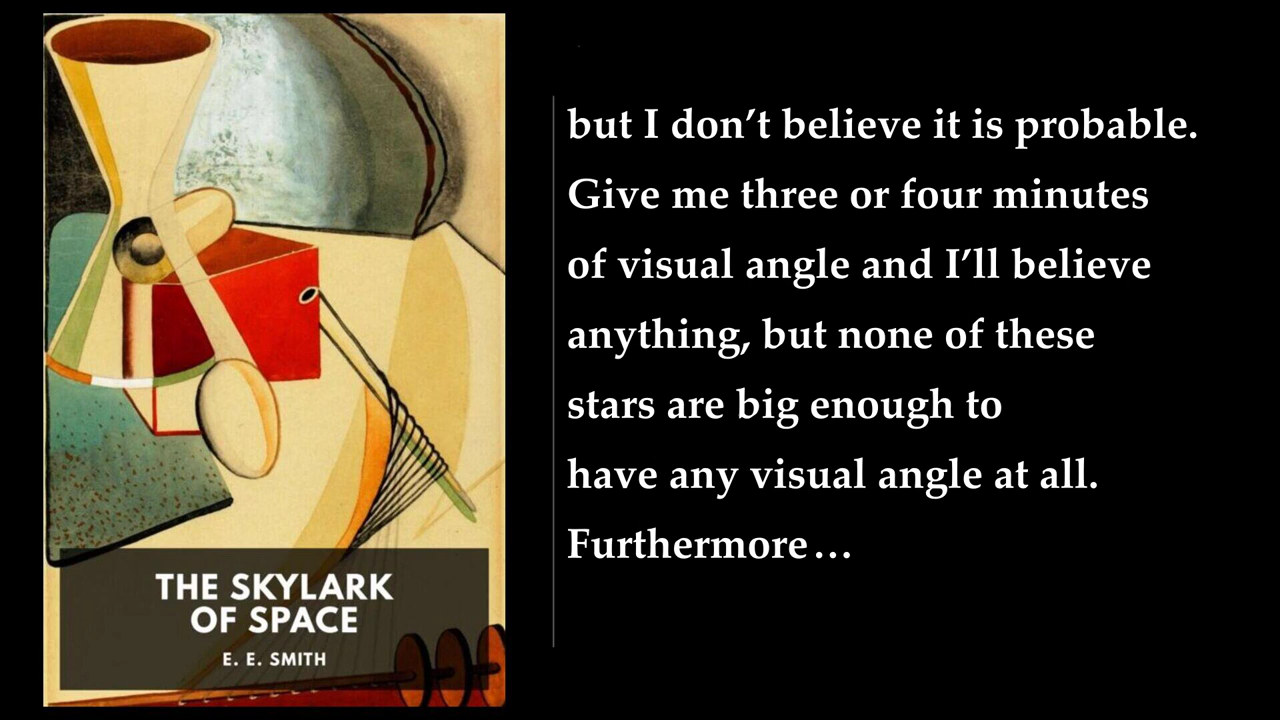 THE SKYLARK
OF SPACE
E. E. SMITH
but I don’t believe it is probable.
Give me three or four minutes
of visual angle and I’ll believe
anything, but none of these
stars are big enough to
have any visual angle at all.
Furthermore…